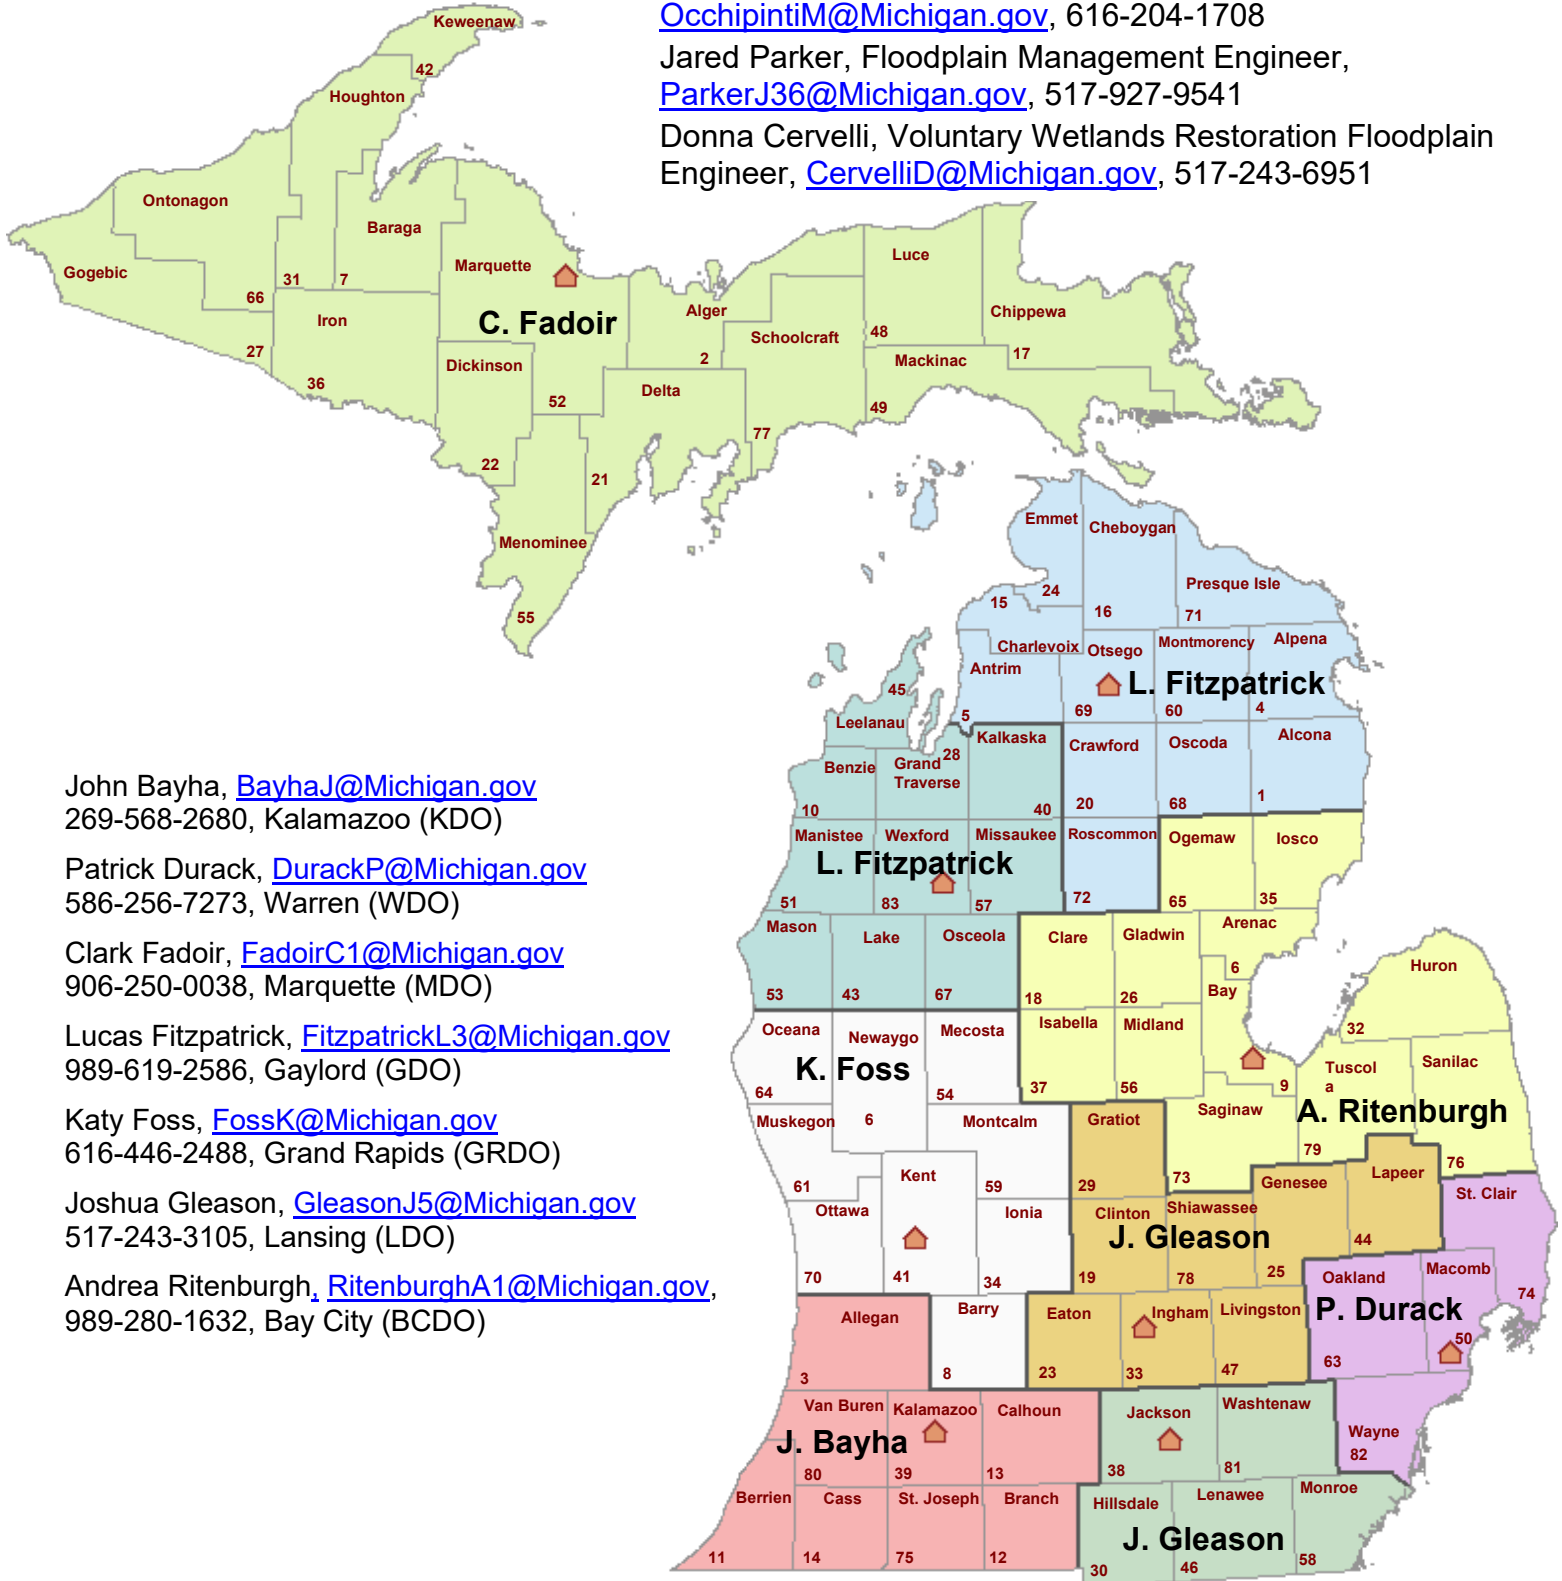 OcchipintiM@Michigan.gov, 616-204-1708
Jared Parker, Floodplain Management Engineer,
ParkerJ36@Michigan.gov, 517-927-9541
Donna Cervelli, Voluntary Wetlands Restoration Floodplain
Engineer, CervelliD@Michigan.gov, 517-243-6951
Keweenaw
42
Houghton
Ontonagon
Baraga
Gogebic
31
7
66
Marquette
C. Fadoir
Iron
27
36
Dickinson
52
22
Alger
2
Schoolcraft
Delta
77
21
Menominee
55
Luce
48
Chippewa
17
Mackinac
49
Emmet
Cheboygan
Presque Isle
24
15
16
71
Charlevoix
Otsego
Montmorency
Alpena
Antrim
L. Fitzpatrick
5
69
60
4
45
Leelanau
Kalkaska
Crawford
Oscoda
Alcona
Benzie
Grand
Traverse
28
10
40
20
68
1
Manistee
Wexford
Missaukee
Roscommon
Ogemaw
Iosco
L. Fitzpatrick
51
83
57
72
65
35
Mason
Lake
Osceola
Clare
Gladwin
Arenac
6
Bay
Huron
53
43
67
18
26
32
Oceana
Newaygo
Mecosta
Isabella
Midland
Tuscol
a
Sanilac
K. Foss
64
54
37
56
9
Muskegon
6
Montcalm
Gratiot
Saginaw
A. Ritenburgh
79
76
61
Kent
59
29
73
Genesee
Lapeer
Ottawa
Ionia
Clinton
Shiawassee
St. Clair
J. Gleason
44
70
41
34
19
78
25
Oakland
Macomb
74
Allegan
Barry
Eaton
Ingham
Livingston
P. Durack
50
3
8
23
33
47
63
Van Buren
Kalamazoo
Calhoun
Jackson
Washtenaw
Wayne
82
J. Bayha
80
39
13
38
81
Berrien
Cass
St. Joseph
Branch
Hillsdale
Lenawee
Monroe
J. Gleason
11
14
75
12
30
46
58
John Bayha, BayhaJ@Michigan.gov
269-568-2680, Kalamazoo (KDO)
Patrick Durack, DurackP@Michigan.gov
586-256-7273, Warren (WDO)
Clark Fadoir, FadoirC1@Michigan.gov
906-250-0038, Marquette (MDO)
Lucas Fitzpatrick, FitzpatrickL3@Michigan.gov
989-619-2586, Gaylord (GDO)
Katy Foss, FossK@Michigan.gov
616-446-2488, Grand Rapids (GRDO)
Joshua Gleason, GleasonJ5@Michigan.gov
517-243-3105, Lansing (LDO)
Andrea Ritenburgh, RitenburghA1@Michigan.gov,
989-280-1632, Bay City (BCDO)